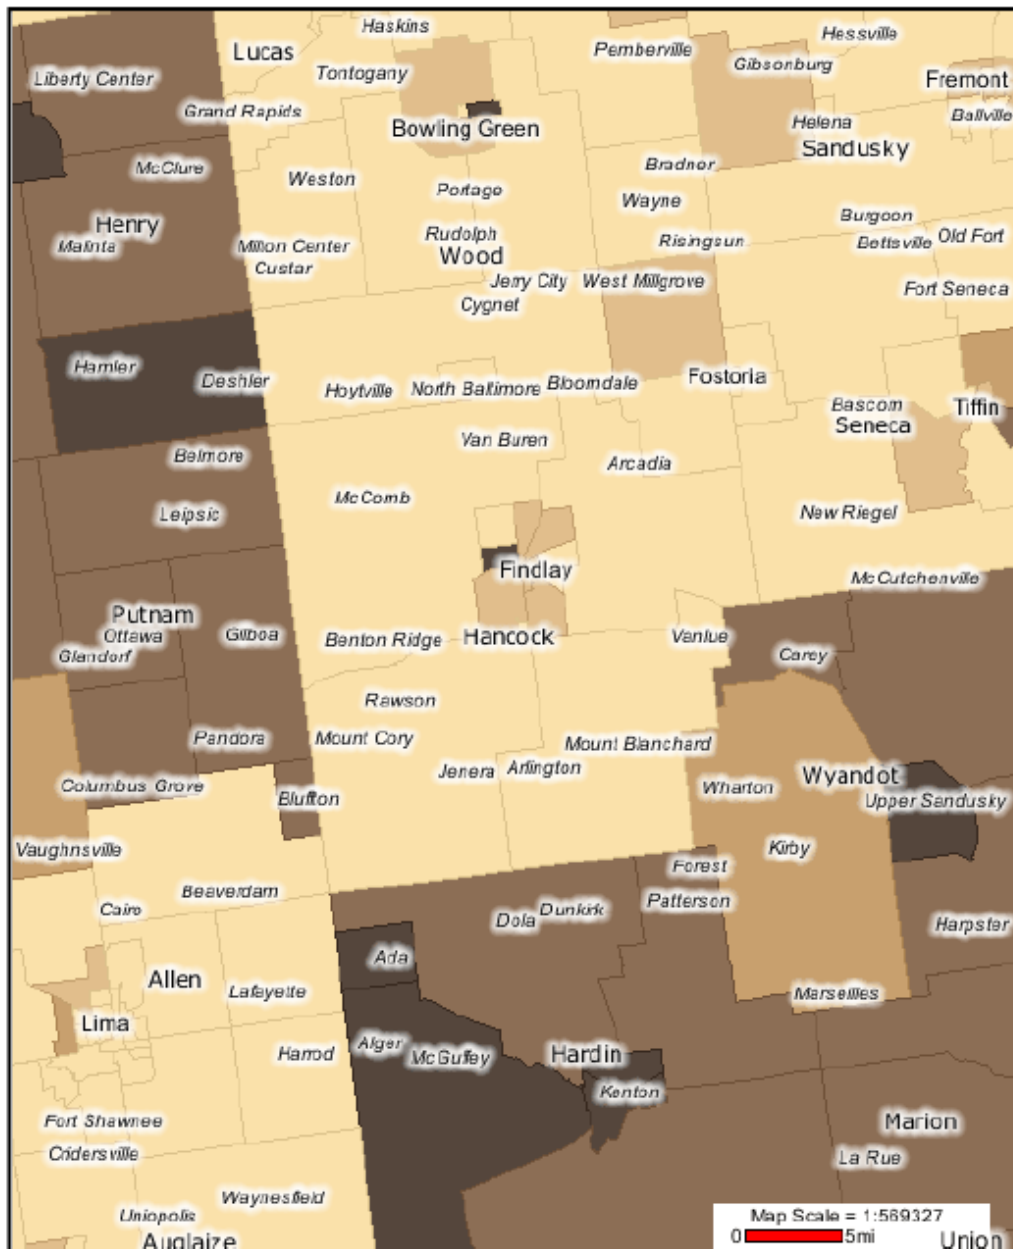 Haskins
Hessville
Lucas
Pemberville
Tontogany
Gibsonburg
Liberty Center
Fremont
Grand Rapids
Ballville
Bowling Green
Helena
Sandusky
McClure
Bradner
Weston
Portage
Wayne
Henry
Burgoon
Malinta
Milton Center
Rudolph
Risingsun
Bettsville
Old Fort
Custar
Wood
Jerry City
West Millgrove
Fort Seneca
Cygnet
Hamler
Deshler
Hoytville
North Baltimore
Bloomdale
Fostoria
Bascom
Tiffin
Seneca
Van Buren
Belmore
Arcadia
McComb
Leipsic
New Riegel
Findlay
McCutchenville
Putnam
Ottawa
Gilboa
Benton Ridge
Hancock
Vanlue
Glandorf
Carey
Rawson
Pandora
Mount Cory
Mount Blanchard
Jenera
Arlington
Wyandot
Columbus Grove
Bluffton
Wharton
Upper Sandusky
Vaughnsville
Kirby
Forest
Beaverdam
Patterson
Cairo
Dola
Dunkirk
Harpster
Ada
Allen
Lafayette
Marseilles
Lima
Harrod
Alger
McGuffey
Hardin
Kenton
Fort Shawnee
Marion
Cridersville
La Rue
Waynesfield
Uniopolis
Auglaize
Map Scale = 1:569327
0 5mi
Union